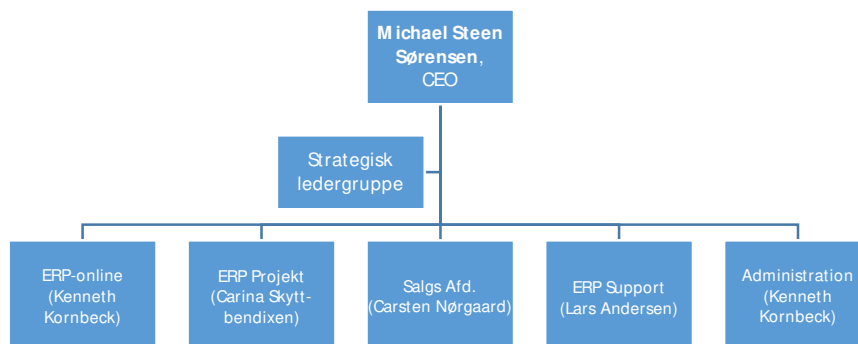 Michael Steen
Sørensen,
CEO
Strategisk
ledergruppe
ERP-online
(Kenneth
Kornbeck)
ERP Projekt
(Carina Skytt-
bendixen)
Salgs Afd.
(Carsten Nørgaard)
ERP Support
(Lars Andersen)
Administration
(Kenneth
Kornbeck)